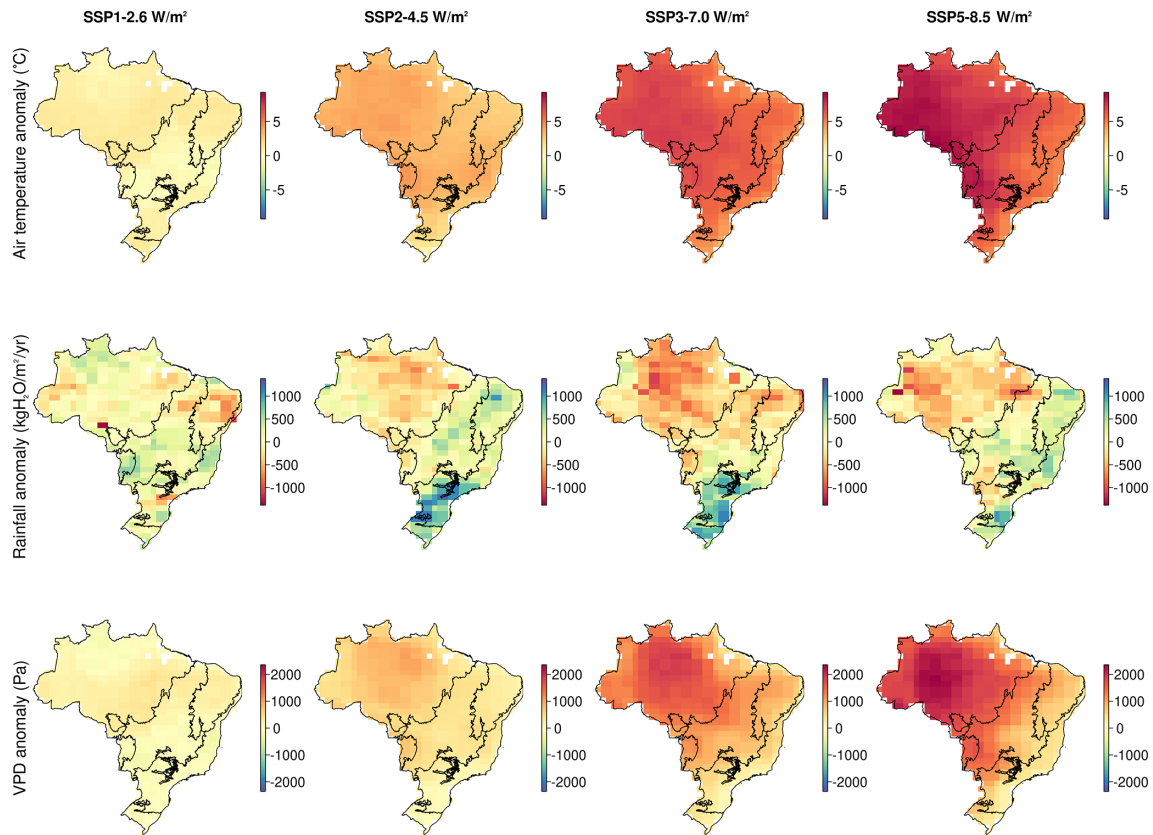 SSP1-2.6 W/m² SSP2-4.5 W/m² SSP3-7.0 W/m² SSP5-8.5 W/m²
Air temperature anomaly (°C)
5 5 5 5
0 0 0 0
-5 -5 -5 -5
Rainfall anomaly (kgH₂O/m²/yr)
1000 1000 1000 1000
500 500 500 500
0 0 0 0
-500 -500 -500 -500
-1000 -1000 -1000 -1000
VPD anomaly (Pa)
2000 2000 2000 2000
1000 1000 1000 1000
0 0 0 0
-1000 -1000 -1000 -1000
-2000 -2000 -2000 -2000